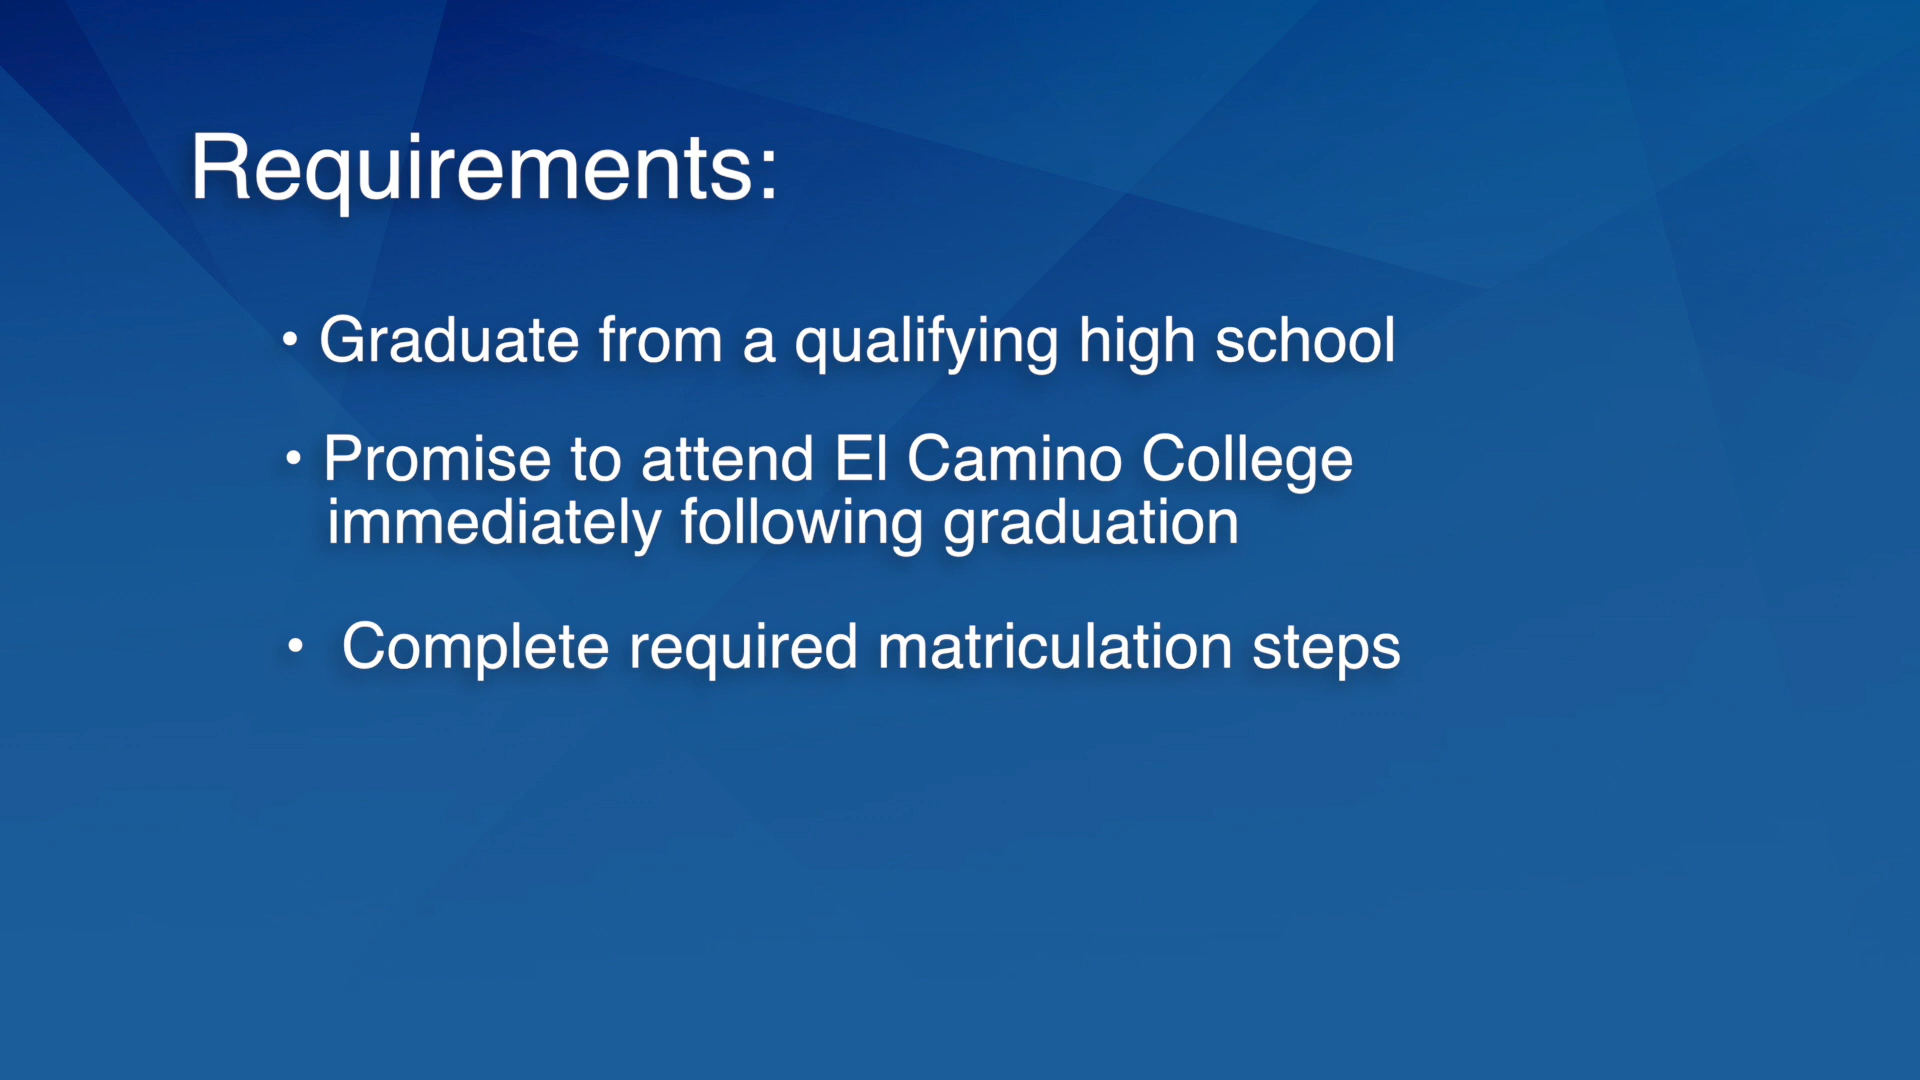 Requirements:
• Graduate from a qualifying high school
• Promise to attend El Camino College
immediately following graduation
• Complete required matriculation steps